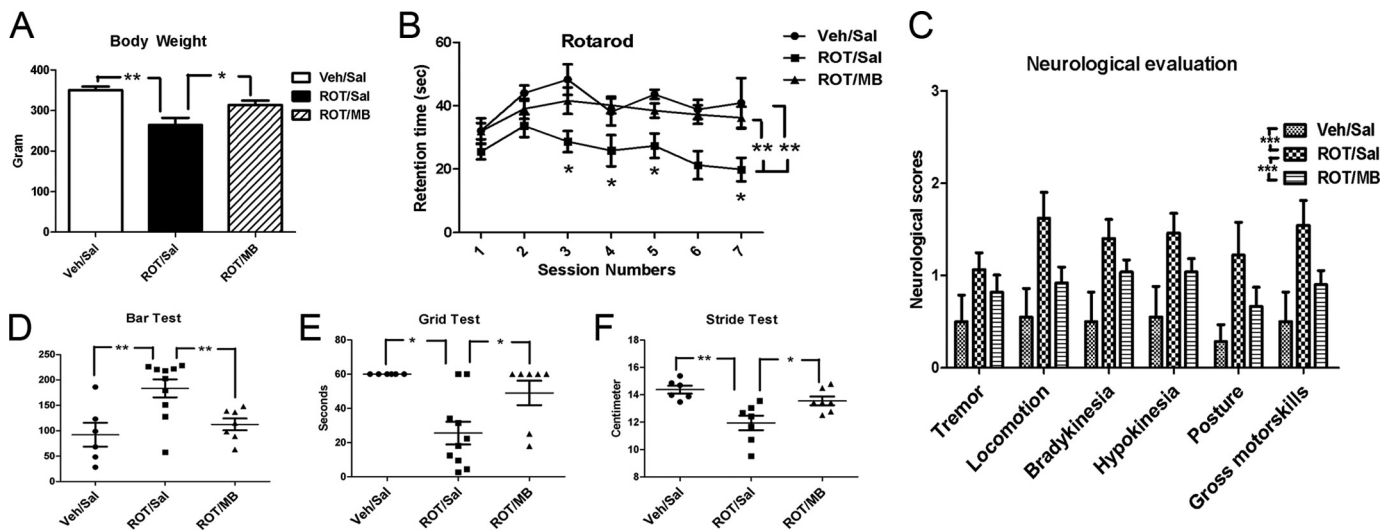 A
Body Weight
400
300
200
100
0
Gram
**
*
Veh/Sal
ROT/Sal
ROT/MB
Veh/Sal
ROT/Sal
ROT/MB
B
Rotarod
60
40
20
0
Retention time (sec)
Veh/Sal
ROT/Sal
ROT/MB
** **
* * * *
1 2 3 4 5 6 7
Session Numbers
C
Neurological evaluation
3
2
1
0
Neurological scores
Veh/Sal
***
ROT/Sal
***
ROT/MB
Tremor
Locomotion
Bradykinesia
Hypokinesia
Posture
Gross motorskills
D
Bar Test
250
200
150
100
50
0
** **
Veh/Sal
ROT/Sal
ROT/MB
E
Grid Test
80
60
40
20
0
Seconds
* *
Veh/Sal
ROT/Sal
ROT/MB
F
Stride Test
18
16
14
12
10
8
Centimeter
** *
Veh/Sal
ROT/Sal
ROT/MB